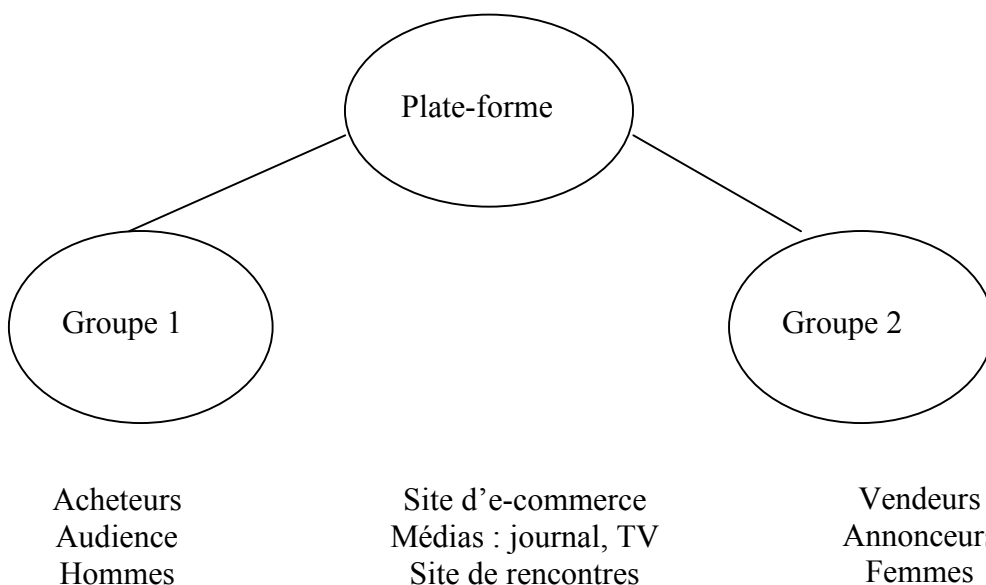 Plate-forme
Groupe 1
Groupe 2
Acheteurs Site d’e-commerce Vendeurs
Audience Médias : journal, TV Annonceurs
Hommes Site de rencontres Femmes